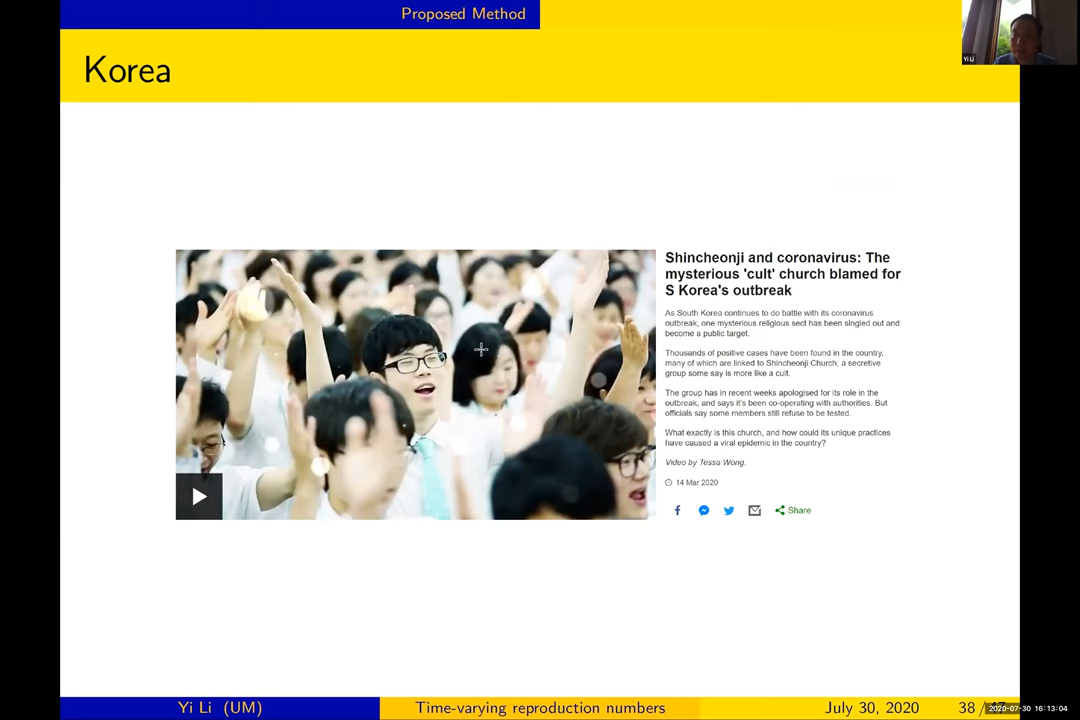 Proposed Method
Korea
Yi Li
Shincheonji and coronavirus: The
mysterious 'cult' church blamed for
S Korea's outbreak
As South Korea continues to do battle with its coronavirus
outbreak, one mysterious religious sect has been singled out and
become a public target.
Thousands of positive cases have been found in the country,
many of which are linked to Shincheonji Church, a secretive
group some say is more like a cult.
The group has in recent weeks apologised for its role in the
outbreak, and says it's been co-operating with authorities. But
officials say some members still refuse to be tested.
What exactly is this church, and how could its unique practices
have caused a viral epidemic in the country?
Video by Tessa Wong.
14 Mar 2020
Share
Yi Li (UM) Time-varying reproduction numbers July 30, 2020 38 /
2020-07-30 16:13:04